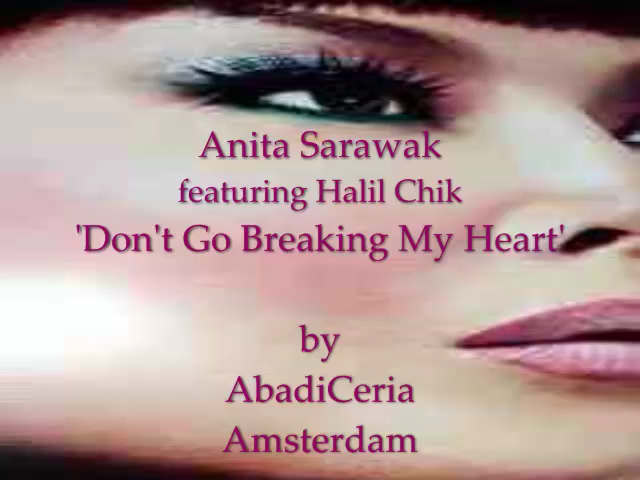 Anita Sarawak
featuring Halil Chik
'Don't Go Breaking My Heart'
by
AbadiCeria
Amsterdam